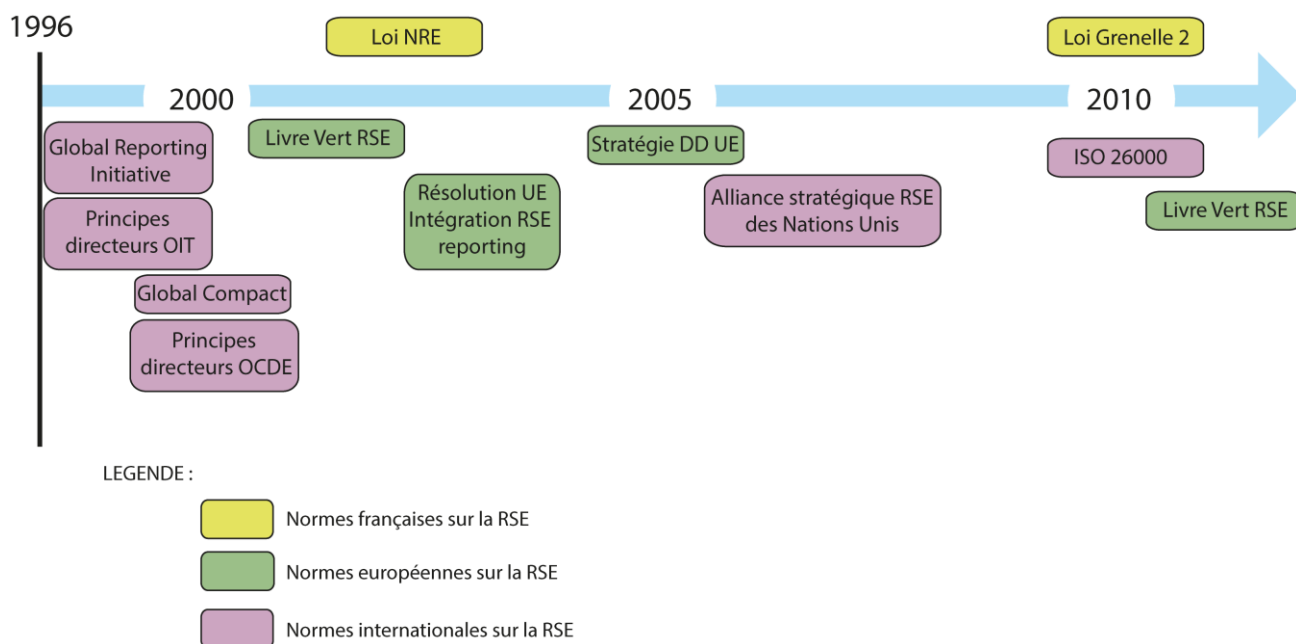 1996
Loi NRE
Loi Grenelle 2
2000
2005
2010
Global Reporting
Initiative
Livre Vert RSE
Stratégie DD UE
ISO 26000
Principes
directeurs OIT
Résolution UE
Intégration RSE
reporting
Alliance stratégique RSE
des Nations Unis
Livre Vert RSE
Global Compact
Principes
directeurs OCDE
LEGENDE :
Normes françaises sur la RSE
Normes européennes sur la RSE
Normes internationales sur la RSE